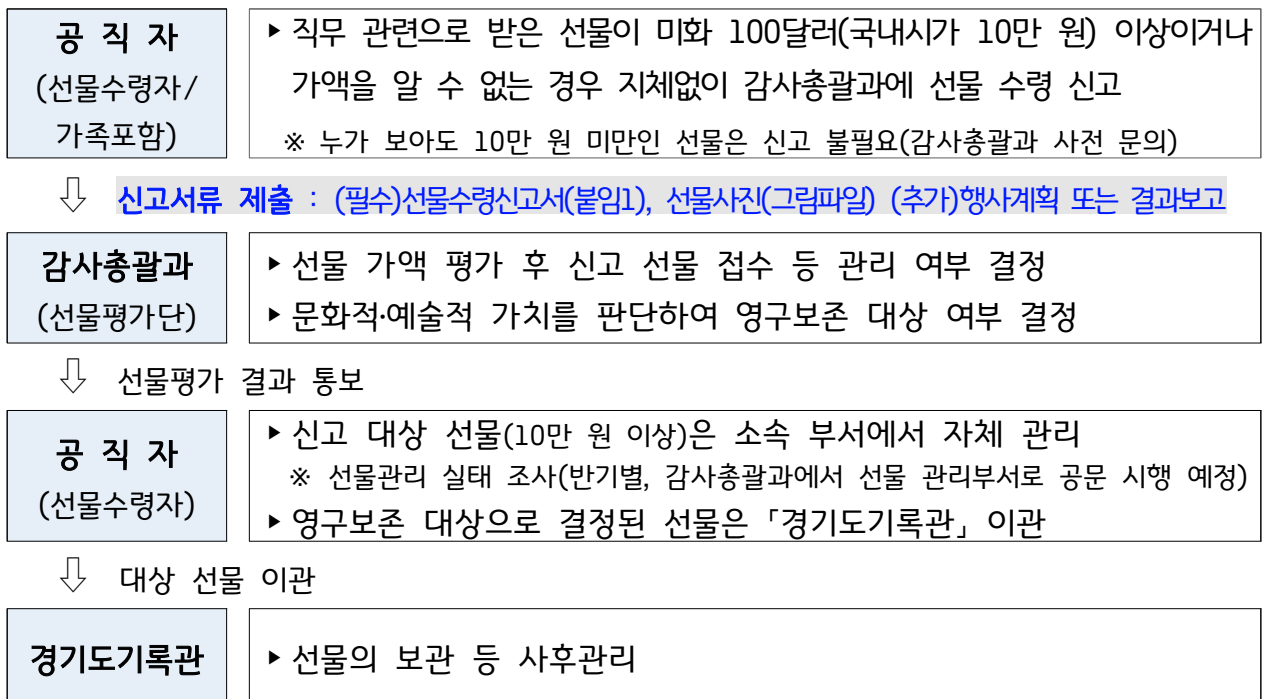 공 직 자
(선물수령자/
가족포함)
▸ 직무 관련으로 받은 선물이 미화 100달러(국내시가 10만 원) 이상이거나
가액을 알 수 없는 경우 지체없이 감사총괄과에 선물 수령 신고
※ 누가 보아도 10만 원 미만인 선물은 신고 불필요(감사총괄과 사전 문의)
⇩ 신고서류 제출 : (필수)선물수령신고서(붙임1), 선물사진(그림파일) (추가)행사계획 또는 결과보고
감사총괄과
(선물평가단)
▸ 선물 가액 평가 후 신고 선물 접수 등 관리 여부 결정
▸ 문화적·예술적 가치를 판단하여 영구보존 대상 여부 결정
⇩ 선물평가 결과 통보
공 직 자
(선물수령자)
▸ 신고 대상 선물(10만 원 이상)은 소속 부서에서 자체 관리
※ 선물관리 실태 조사(반기별, 감사총괄과에서 선물 관리부서로 공문 시행 예정)
▸ 영구보존 대상으로 결정된 선물은 「경기도기록관」 이관
⇩ 대상 선물 이관
경기도기록관
▸ 선물의 보관 등 사후관리